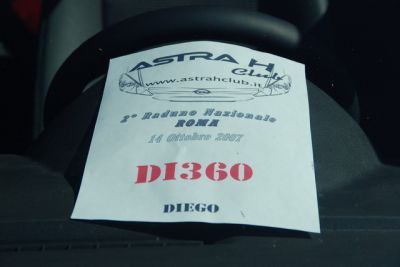 ASTRA H
Club
www.astrahclub.it
2° Raduno Nazionale
ROMA
14 Ottobre 2007
DI360
DIEGO